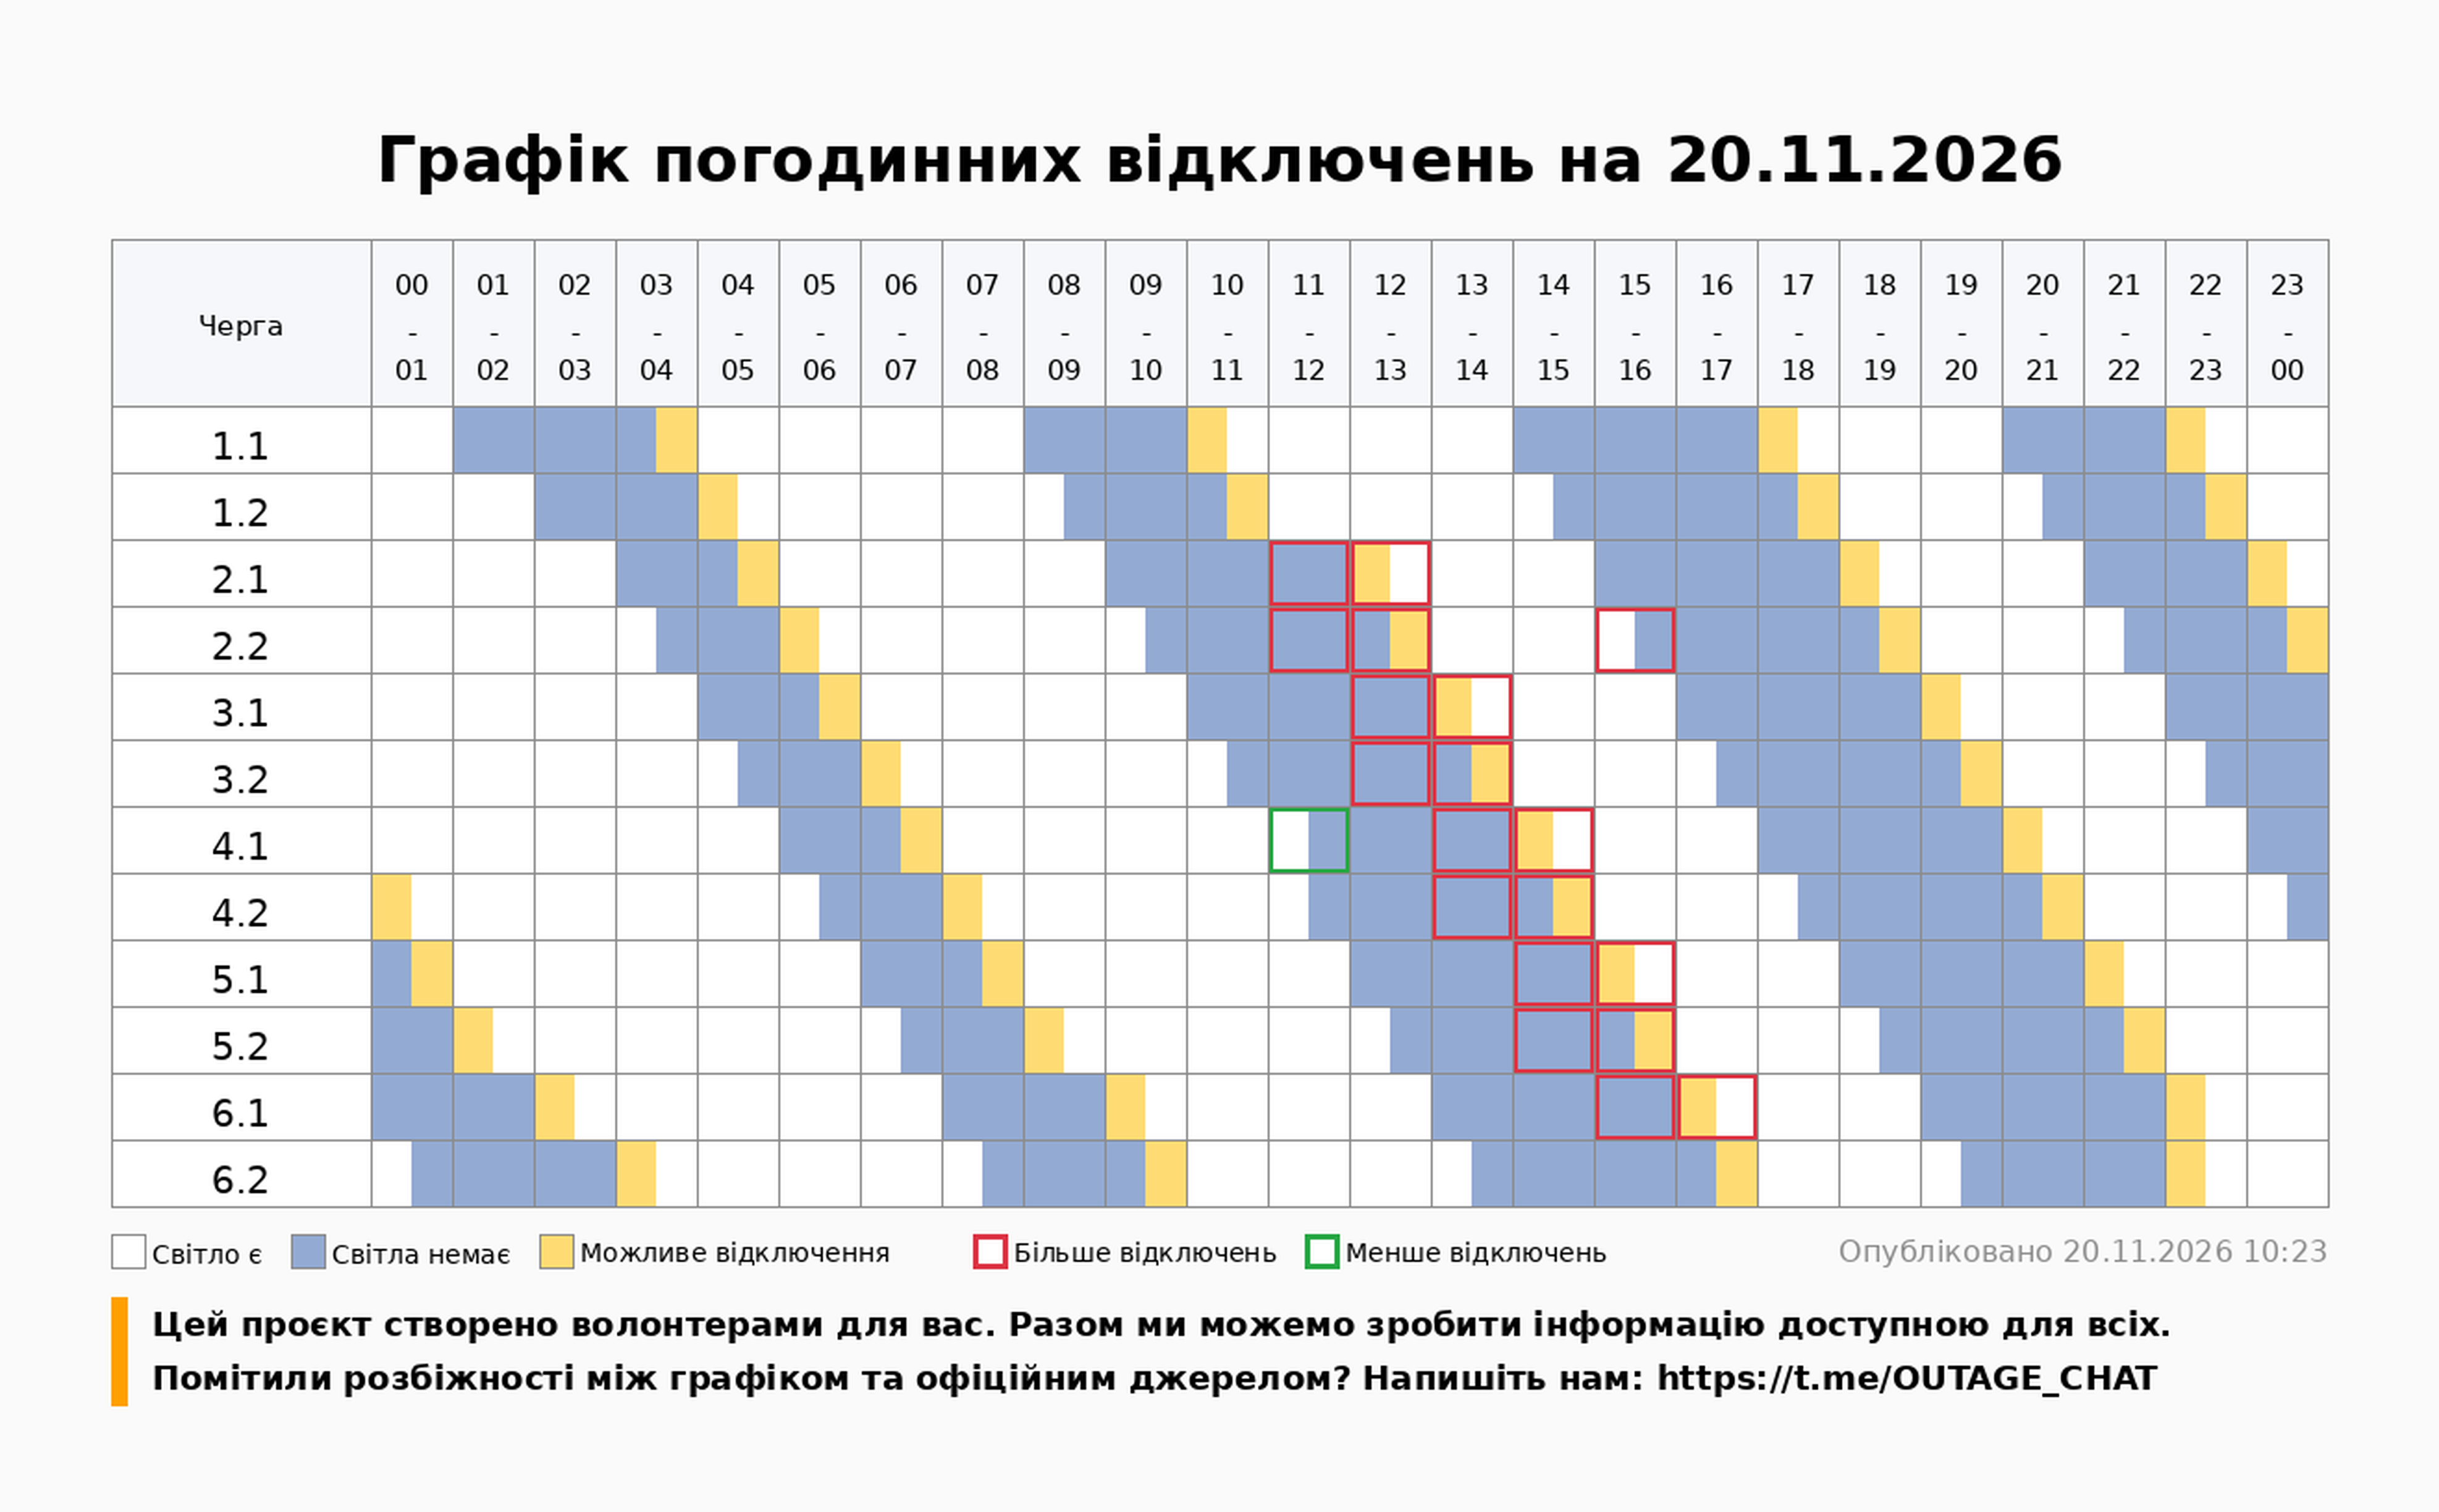 Графік погодинних відключень на 20.11.2026
Черга
00 - 01
01 - 02
02 - 03
03 - 04
04 - 05
05 - 06
06 - 07
07 - 08
08 - 09
09 - 10
10 - 11
11 - 12
12 - 13
13 - 14
14 - 15
15 - 16
16 - 17
17 - 18
18 - 19
19 - 20
20 - 21
21 - 22
22 - 23
23 - 00
1.1
1.2
2.1
2.2
3.1
3.2
4.1
4.2
5.1
5.2
6.1
6.2
Світло є
Світла немає
Можливе відключення
Більше відключень
Менше відключень
Опубліковано 20.11.2026 10:23
Цей проєкт створено волонтерами для вас. Разом ми можемо зробити інформацію доступною для всіх.
Помітили розбіжності між графіком та офіційним джерелом? Напишіть нам: https://t.me/OUTAGE_CHAT